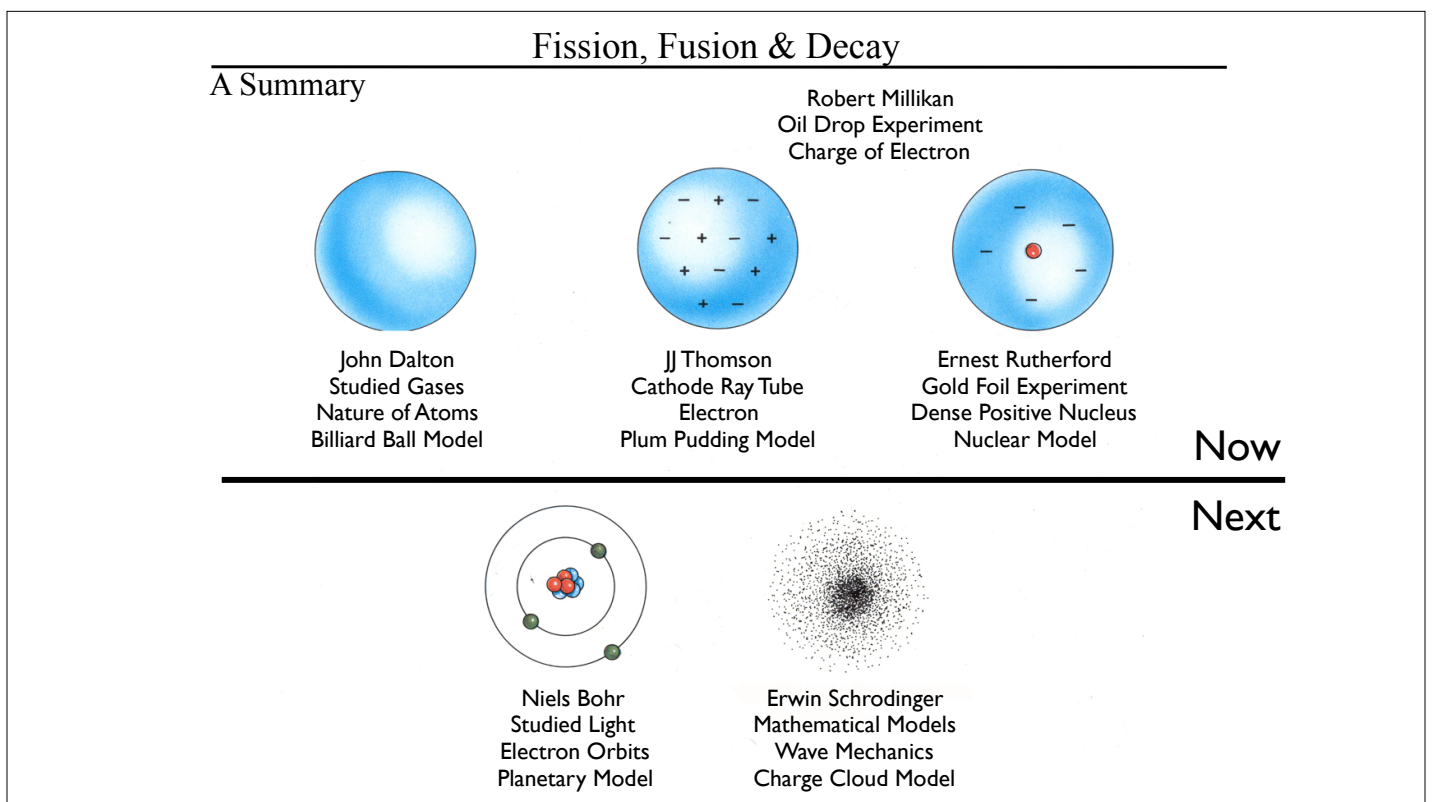 Fission, Fusion & Decay
A Summary
Robert Millikan
Oil Drop Experiment
Charge of Electron
− + −
− + − +
+ − +
+ −
−
−
−
−
−
John Dalton
Studied Gases
Nature of Atoms
Billiard Ball Model
JJ Thomson
Cathode Ray Tube
Electron
Plum Pudding Model
Ernest Rutherford
Gold Foil Experiment
Dense Positive Nucleus
Nuclear Model
Now
Next
Niels Bohr
Studied Light
Electron Orbits
Planetary Model
Erwin Schrodinger
Mathematical Models
Wave Mechanics
Charge Cloud Model